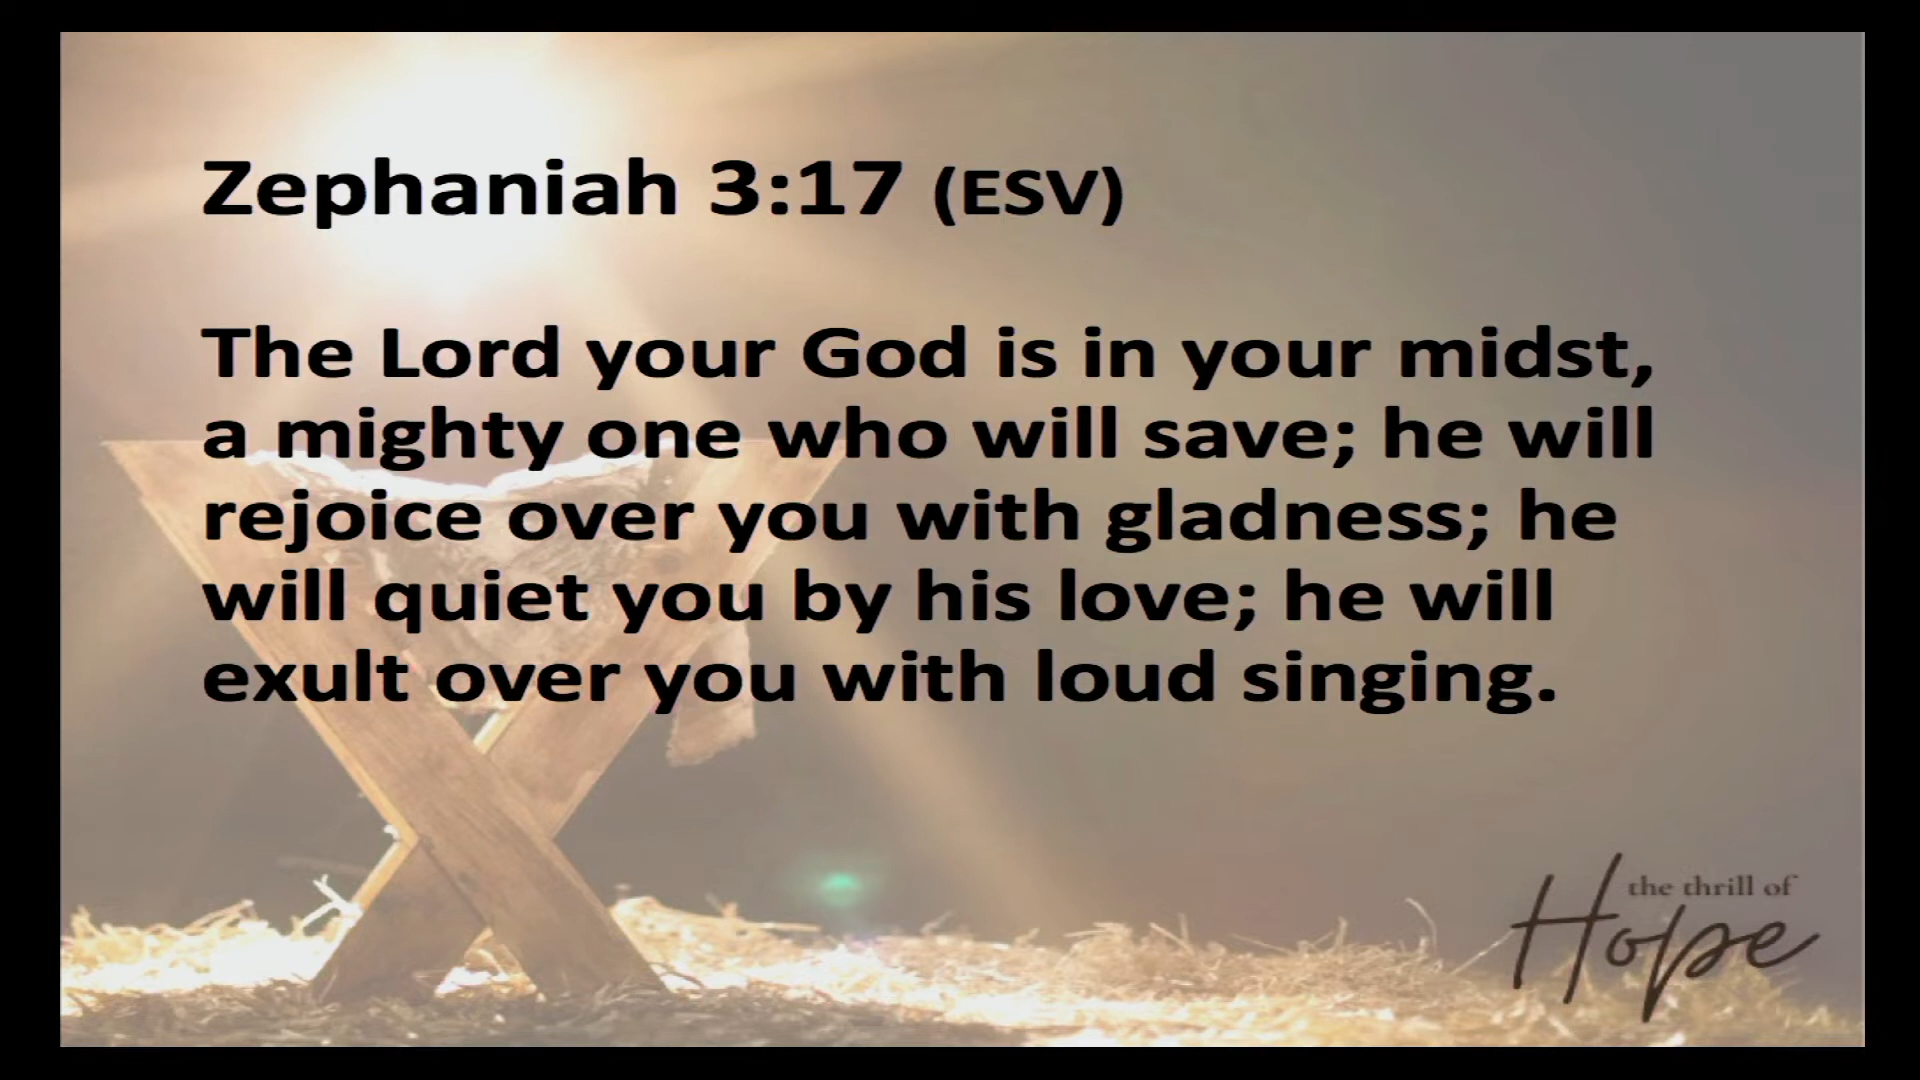 Zephaniah 3:17 (ESV)
The Lord your God is in your midst,
a mighty one who will save; he will
rejoice over you with gladness; he
will quiet you by his love; he will
exult over you with loud singing.
the thrill of
Hope